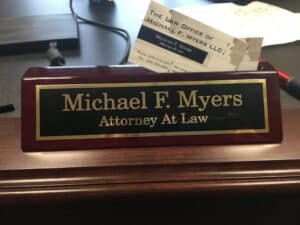 THE LAW OFFICE OF
MICHAEL F. MYERS LLC.
Michael F. Myers
Attorney At Law